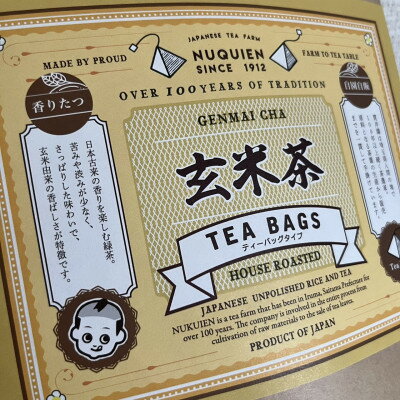 JAPANESE TEA FARM
NUQUIEN
SINCE 1912
MADE BY PROUD
FARM TO TEA TABLE
OVER 100 YEARS OF TRADITION
GENMAI CHA
玄米茶
TEA BAGS
ティーバッグタイプ
HOUSE ROASTED
香りたつ
日本古来の香りを楽しむ緑茶。
苦みや渋みが少なく、
さっぱりした味わいで、
玄米由来の香ばしさが特徴です。
自園自販
JAPANESE UNPOLISHED RICE AND TEA
NUKUIEN is a tea farm that has been in Iruma, Saitama Prefecture for
over 100 years. The company is involved in the entire process from
cultivation of raw materials to the sale of tea leaves.
PRODUCT OF JAPAN
Tea